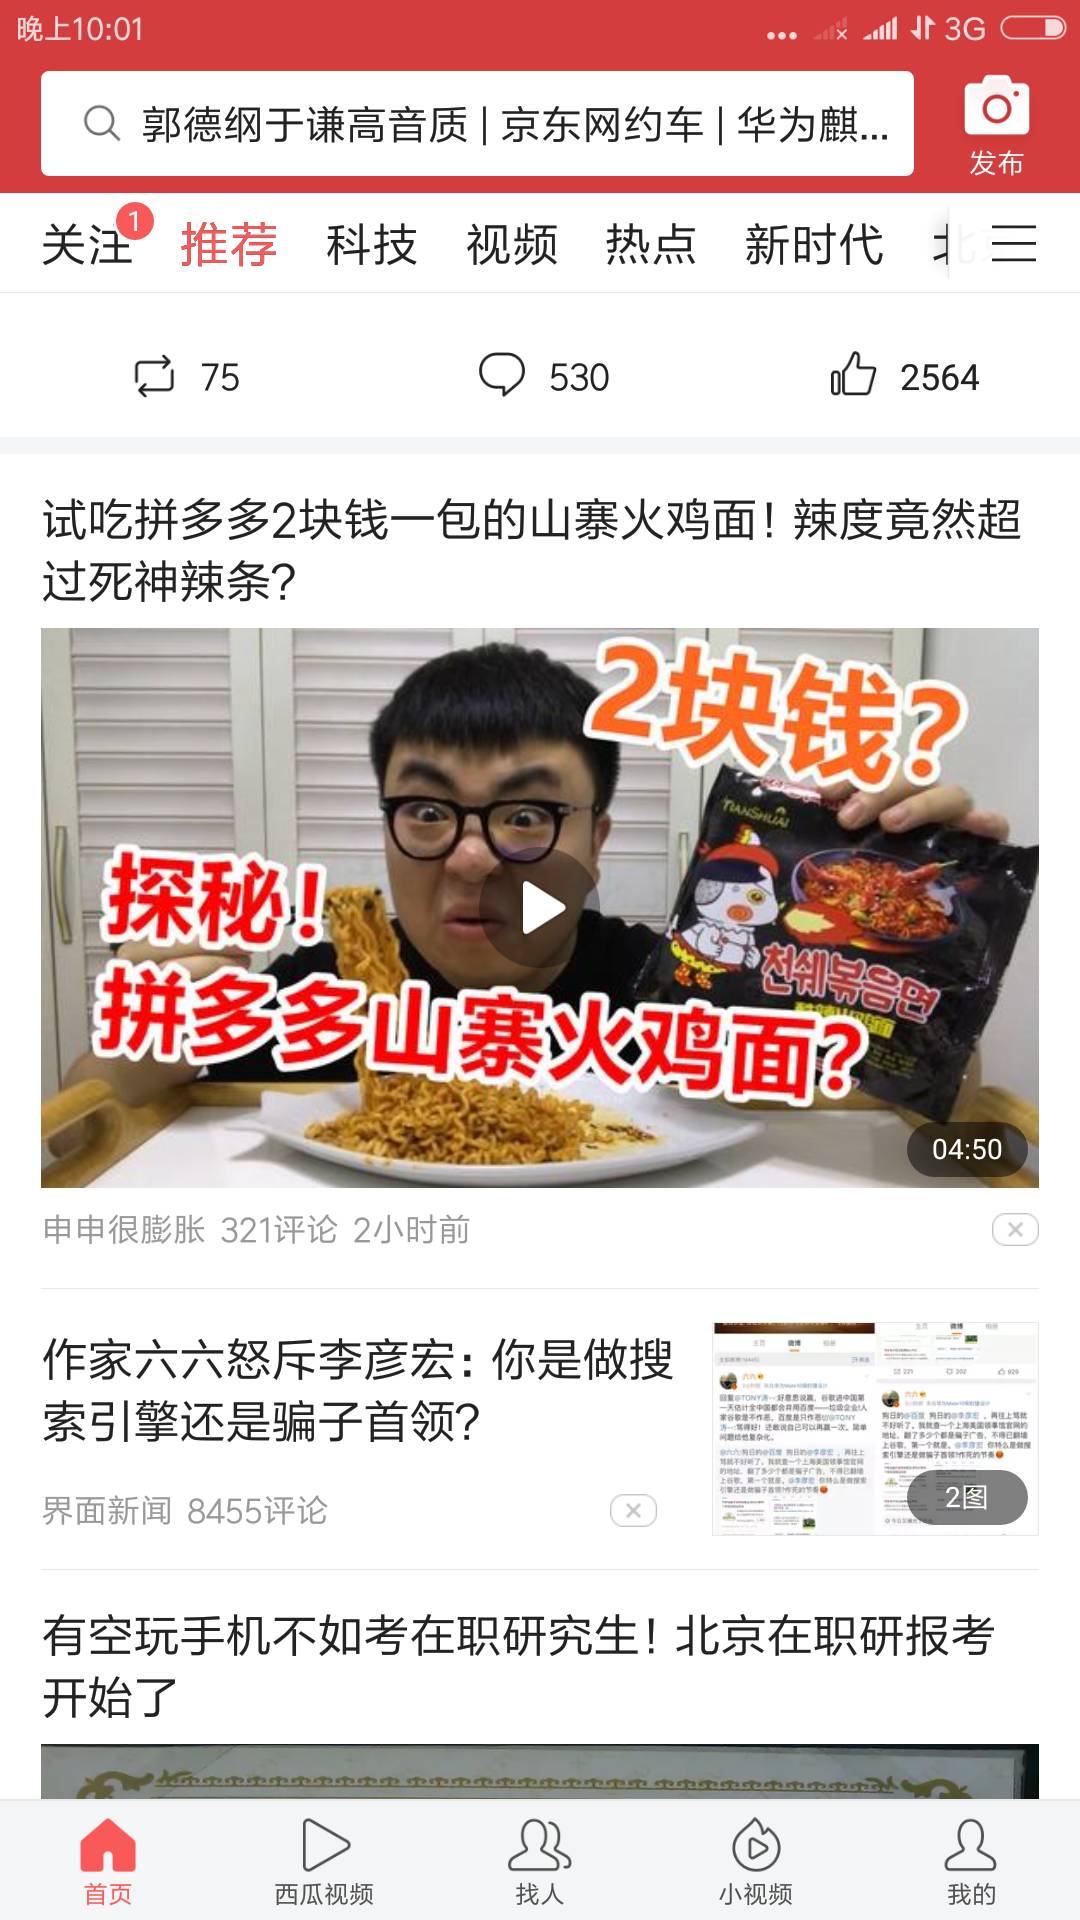 晚上10:01
3G
郭德纲于谦高音质 | 京东网约车 | 华为麒...
发布
关注 1 推荐 科技 视频 热点 新时代
75 530 2564
试吃拼多多2块钱一包的山寨火鸡面！辣度竟然超
过死神辣条？
2块钱？
TIANSHUAI
探秘！
천쉐볶음면
拼多多山寨火鸡面？
04:50
申申很膨胀 321评论 2小时前
作家六六怒斥李彦宏：你是做搜
索引擎还是骗子首领？
2图
界面新闻 8455评论
有空玩手机不如考在职研究生！北京在职研报考
开始了
首页 西瓜视频 找人 小视频 我的